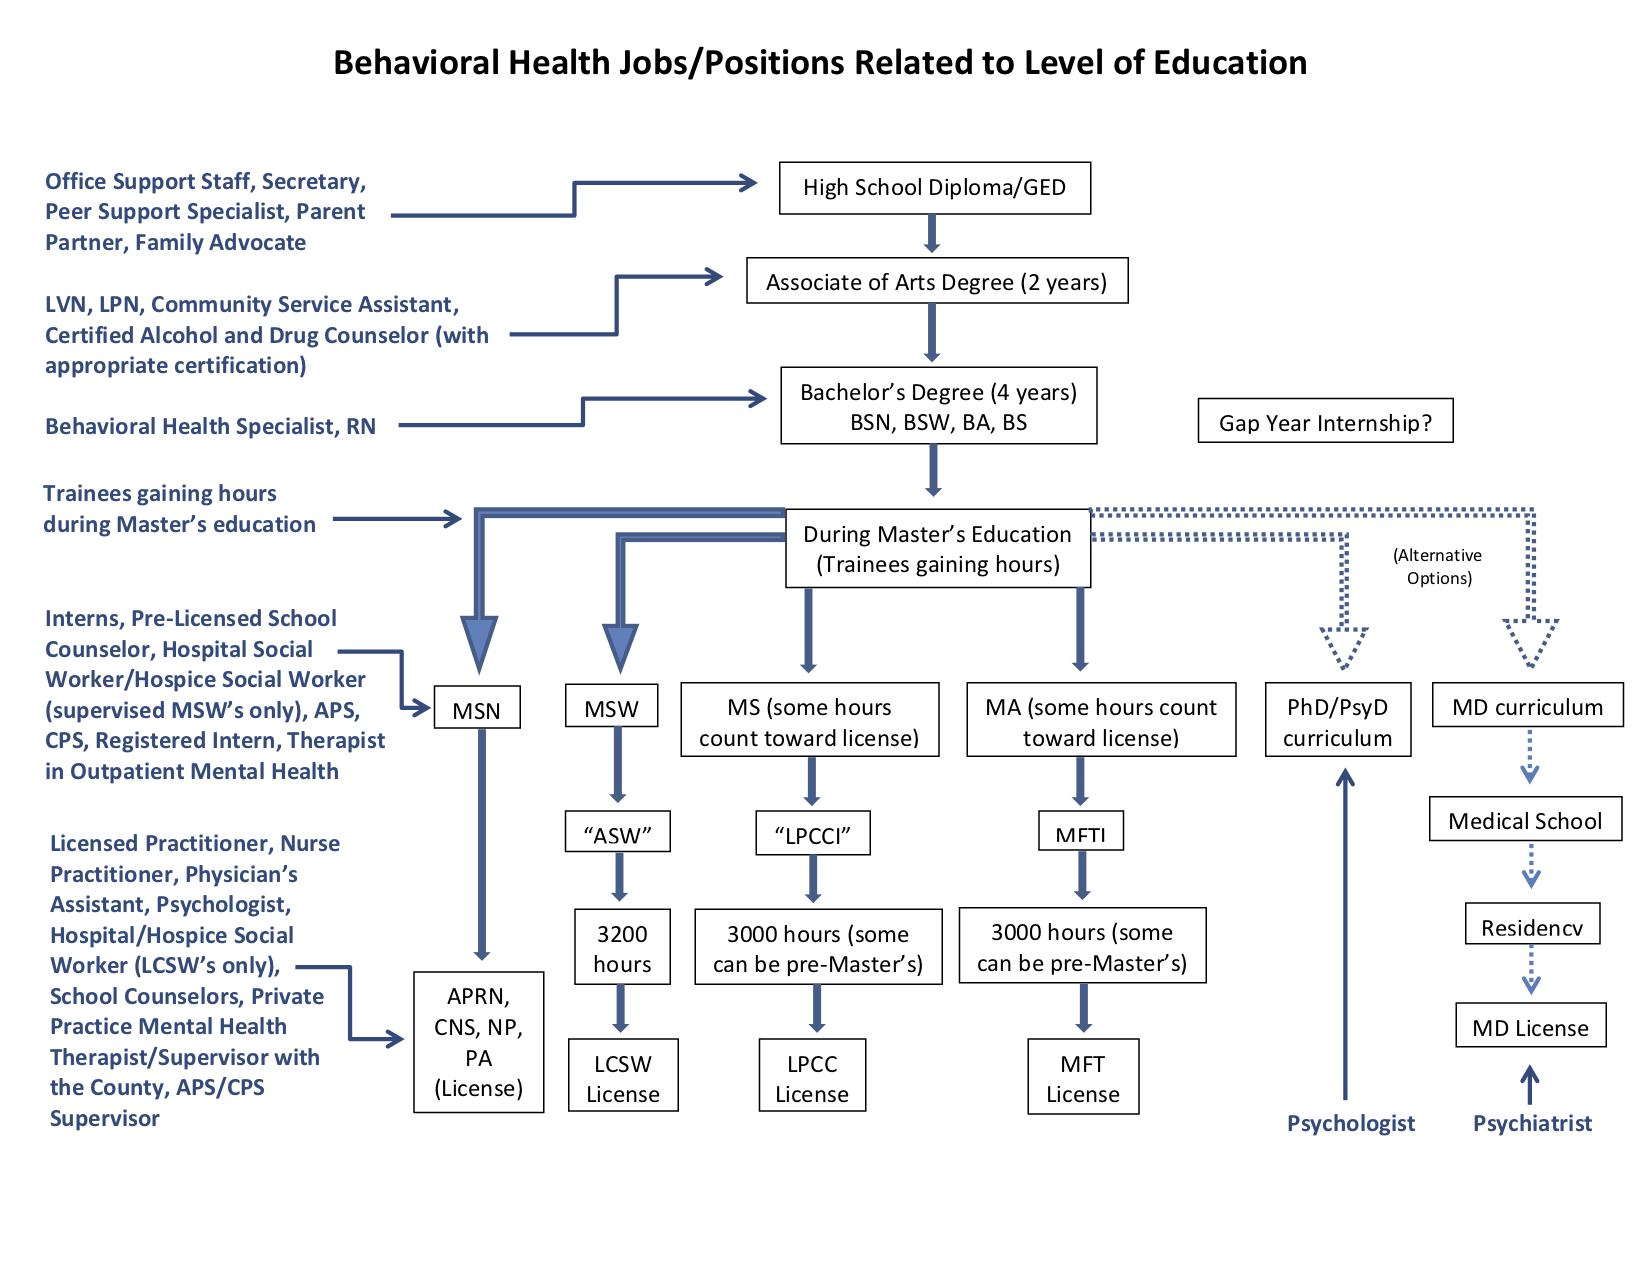 Behavioral Health Jobs/Positions Related to Level of Education
Office Support Staff, Secretary,
Peer Support Specialist, Parent
Partner, Family Advocate
High School Diploma/GED
LVN, LPN, Community Service Assistant,
Certified Alcohol and Drug Counselor (with
appropriate certification)
Associate of Arts Degree (2 years)
Behavioral Health Specialist, RN
Bachelor’s Degree (4 years)
BSN, BSW, BA, BS
Gap Year Internship?
Trainees gaining hours
during Master’s education
During Master’s Education
(Trainees gaining hours)
(Alternative
Options)
Interns, Pre-Licensed School
Counselor, Hospital Social
Worker/Hospice Social Worker
(supervised MSW’s only), APS,
CPS, Registered Intern, Therapist
in Outpatient Mental Health
MSN
MSW
MS (some hours
count toward license)
MA (some hours count
toward license)
PhD/PsyD
curriculum
MD curriculum
“ASW”
“LPCCI”
MFTI
Medical School
3200
hours
3000 hours (some
can be pre-Master’s)
3000 hours (some
can be pre-Master’s)
Residency
Licensed Practitioner, Nurse
Practitioner, Physician’s
Assistant, Psychologist,
Hospital/Hospice Social
Worker (LCSW’s only),
School Counselors, Private
Practice Mental Health
Therapist/Supervisor with
the County, APS/CPS
Supervisor
APRN,
CNS, NP,
PA
(License)
LCSW
License
LPCC
License
MFT
License
MD License
Psychologist
Psychiatrist